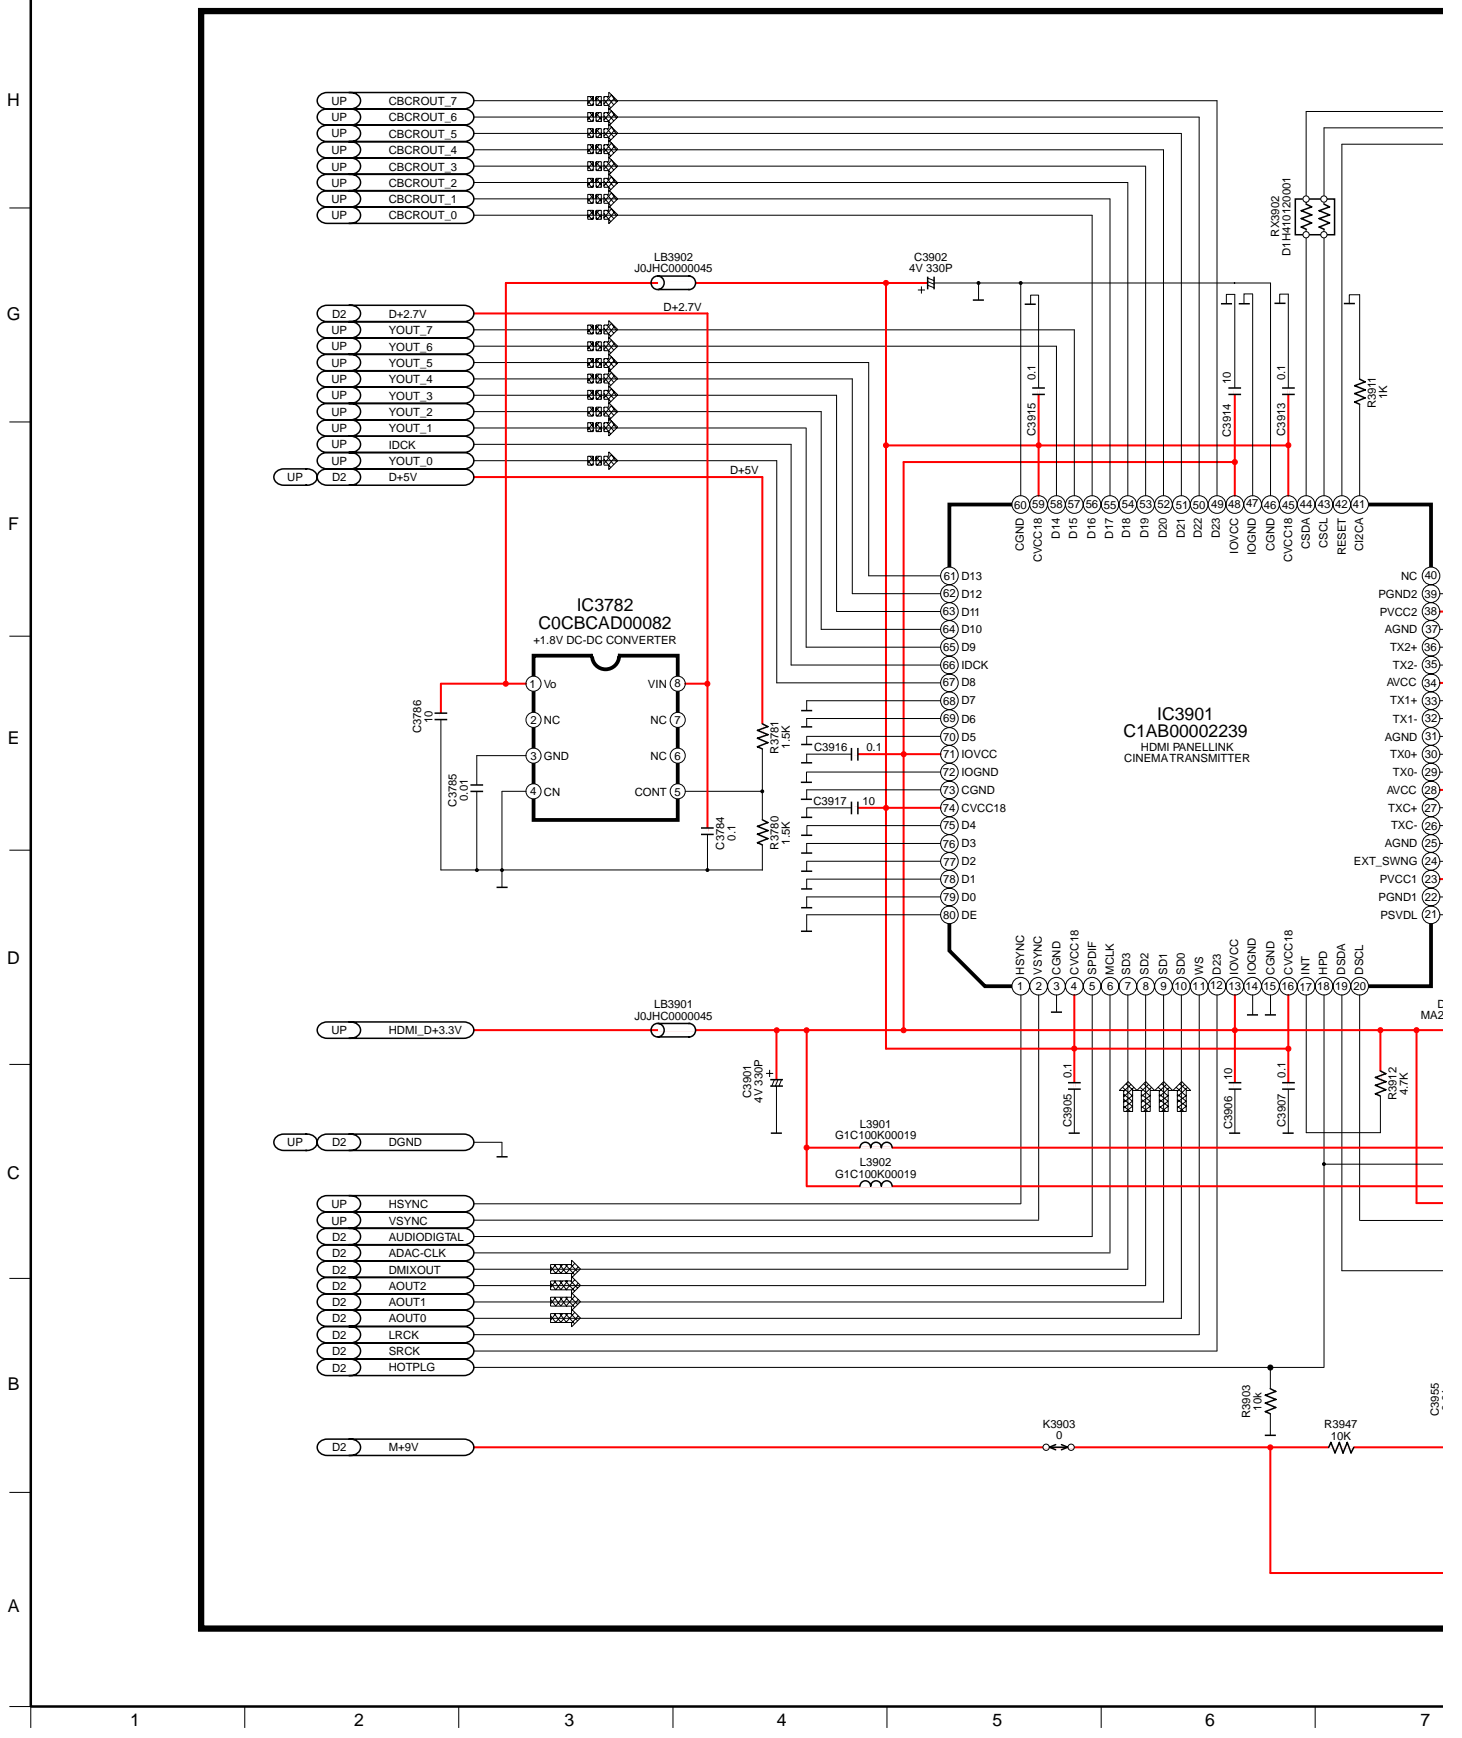 H
UP CBCROUT_7
UP CBCROUT_6
UP CBCROUT_5
UP CBCROUT_4
UP CBCROUT_3
UP CBCROUT_2
UP CBCROUT_1
UP CBCROUT_0
RX3902
D1H410120001
LB3902
J0JHC0000045
C3902
4V 330P
+
G
D+2.7V
D2 D+2.7V
UP YOUT_7
UP YOUT_6
UP YOUT_5
UP YOUT_4
UP YOUT_3
UP YOUT_2
UP YOUT_1
UP IDCK
UP YOUT_0
UP D2 D+5V
D+5V
C3915 0.1
C3914 10
C3913 0.1
R3911
1K
F
60 59 58 57 56 55 54 53 52 51 50 49 48 47 46 45 44 43 42 41
CGND
CVCC18
D14
D15
D16
D17
D18
D19
D20
D21
D22
D23
IOVCC
IOGND
CGND
CVCC18
CSDA
CSCL
RESET
CI2CA
61 D13
62 D12
63 D11
64 D10
65 D9
66 IDCK
67 D8
68 D7
69 D6
70 D5
71 IOVCC
72 IOGND
73 CGND
74 CVCC18
75 D4
76 D3
77 D2
78 D1
79 D0
80 DE
NC 40
PGND2 39
PVCC2 38
AGND 37
TX2+ 36
TX2- 35
AVCC 34
TX1+ 33
TX1- 32
AGND 31
TX0+ 30
TX0- 29
AVCC 28
TXC+ 27
TXC- 26
AGND 25
EXT_SWNG 24
PVCC1 23
PGND1 22
PSVDL 21
IC3782
C0CBCAD00082
+1.8V DC-DC CONVERTER
1 Vo VIN 8
2 NC NC 7
3 GND NC 6
4 CN CONT 5
C3786
10
C3785
0.01
C3784
0.1
R3781
1.5K
R3780
1.5K
C3916 0.1
C3917 10
E
IC3901
C1AB00002239
HDMI PANELLINK
CINEMA TRANSMITTER
D
HSYNC
VSYNC
CGND
CVCC18
SPDIF
MCLK
SD3
SD2
SD1
SD0
WS
D23
IOVCC
IOGND
CGND
CVCC18
INT
HPD
DSDA
DSCL
1 2 3 4 5 6 7 8 9 10 11 12 13 14 15 16 17 18 19 20
LB3901
J0JHC0000045
UP HDMI_D+3.3V
D
MA2
C3901
4V 330P
+
C3905 0.1
C3906 10
C3907 0.1
R3912
4.7K
UP D2 DGND
L3901
G1C100K00019
L3902
G1C100K00019
C
UP HSYNC
UP VSYNC
D2 AUDIODIGTAL
D2 ADAC-CLK
D2 DMIXOUT
D2 AOUT2
D2 AOUT1
D2 AOUT0
D2 LRCK
D2 SRCK
D2 HOTPLG
B
R3903
10k
C3955
K3903
0
R3947
10K
D2 M+9V
A
1 2 3 4 5 6 7